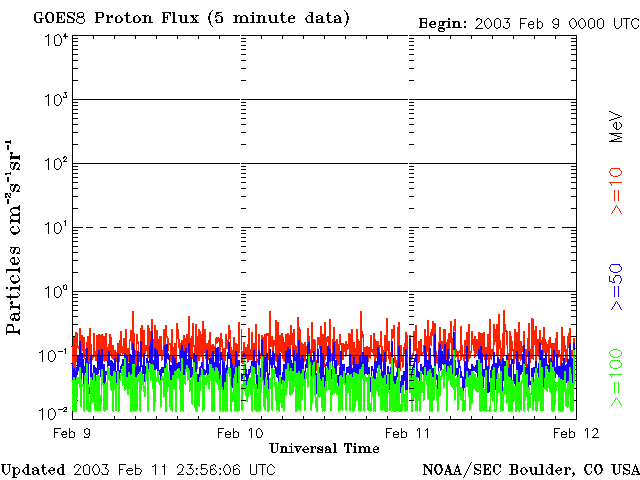 GOES8 Proton Flux (5 minute data)
Begin: 2003 Feb 9 0000 UTC
Particles cm⁻²s⁻¹sr⁻¹
10⁴
10³
10²
10¹
10⁰
10⁻¹
10⁻²
MeV
>=10
>=50
>=100
Feb 9
Feb 10
Feb 11
Feb 12
Universal Time
Updated 2003 Feb 11 23:56:06 UTC
NOAA/SEC Boulder, CO USA